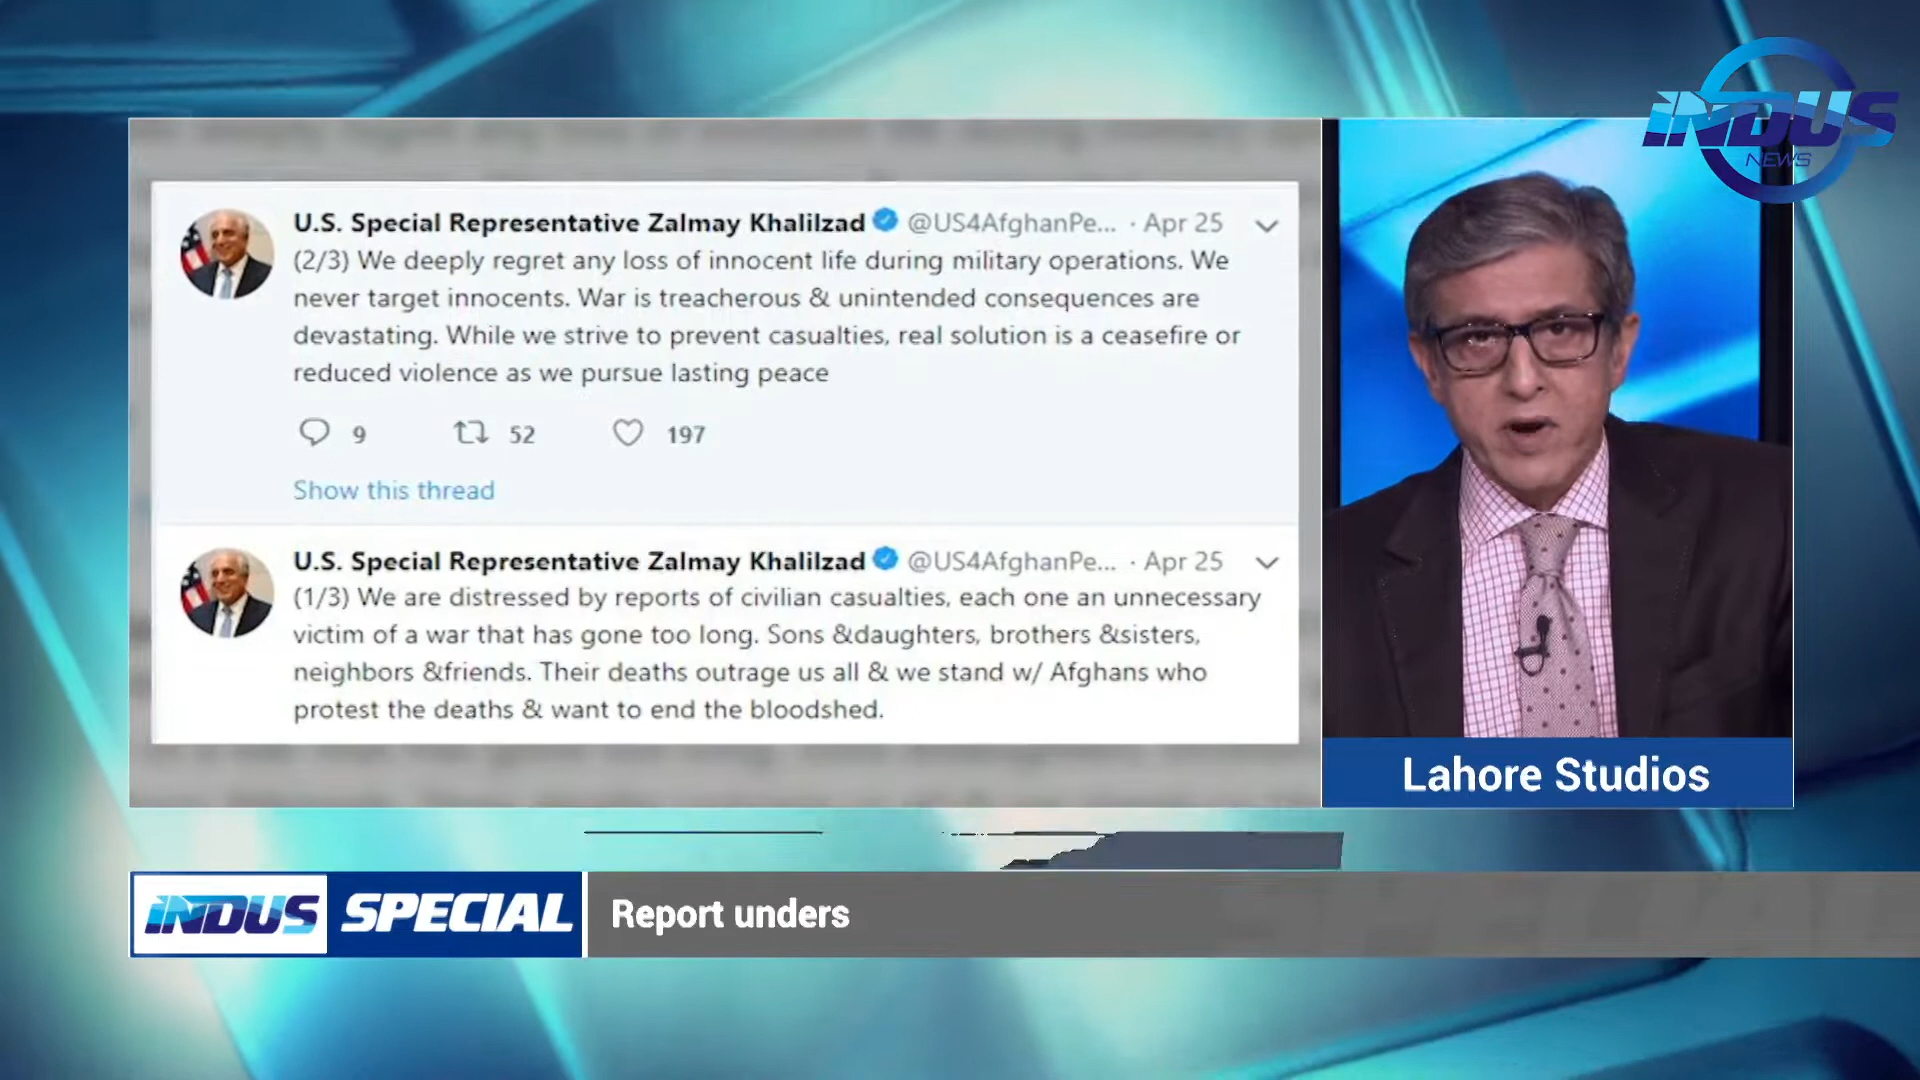 INDUS
NEWS
U.S. Special Representative Zalmay Khalilzad @US4AfghanPe... · Apr 25
(2/3) We deeply regret any loss of innocent life during military operations. We
never target innocents. War is treacherous & unintended consequences are
devastating. While we strive to prevent casualties, real solution is a ceasefire or
reduced violence as we pursue lasting peace
9 52 197
Show this thread
U.S. Special Representative Zalmay Khalilzad @US4AfghanPe... · Apr 25
(1/3) We are distressed by reports of civilian casualties, each one an unnecessary
victim of a war that has gone too long. Sons &daughters, brothers &sisters,
neighbors &friends. Their deaths outrage us all & we stand w/ Afghans who
protest the deaths & want to end the bloodshed.
Lahore Studios
INDUS SPECIAL Report unders